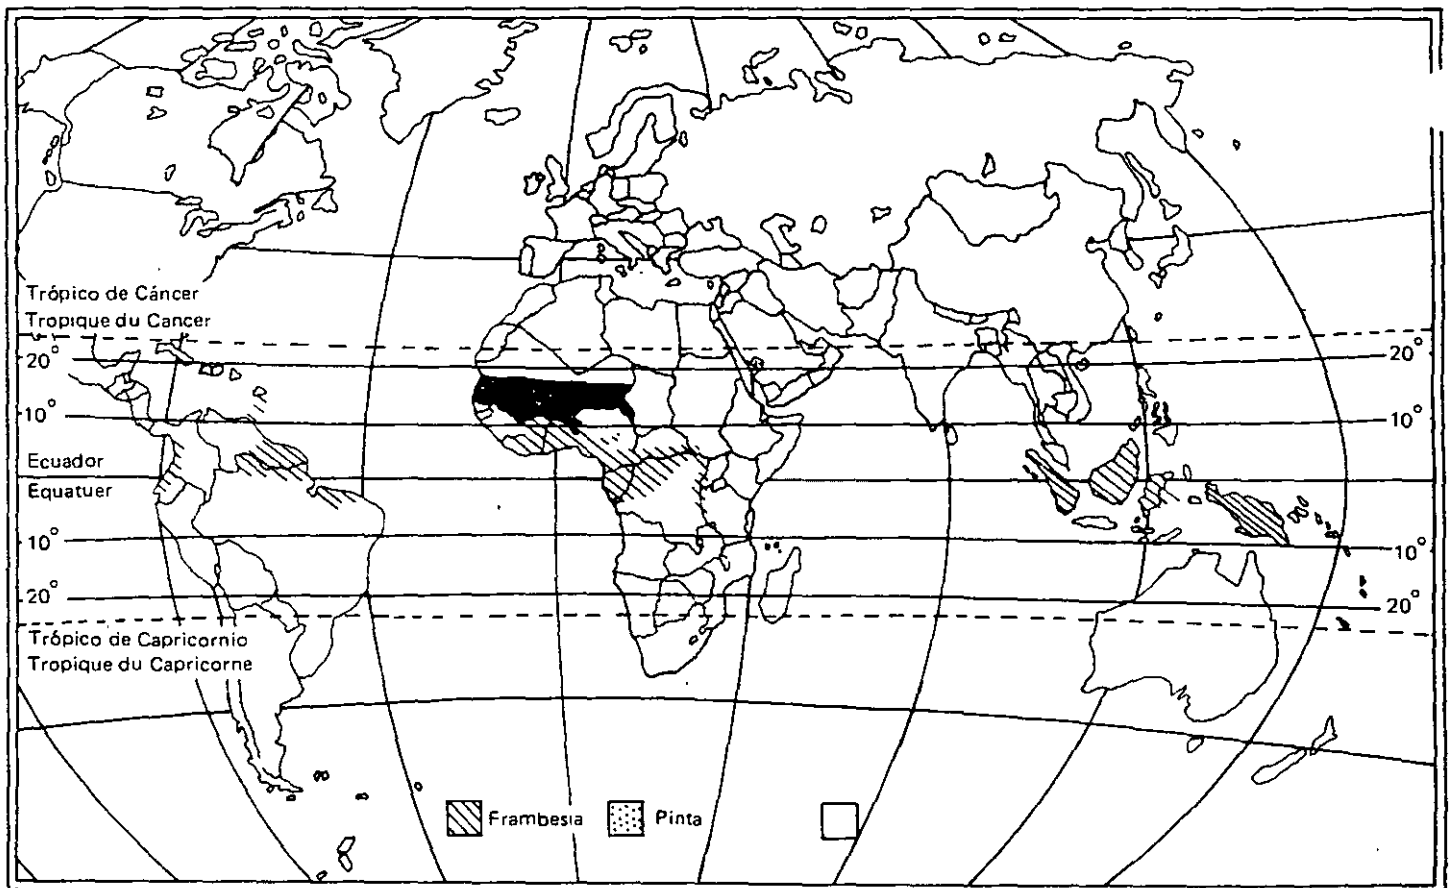 Trópico de Cáncer
Tropique du Cancer
20° 20°
10° 10°
Ecuador
Equatuer
10° 10°
20° 20°
Trópico de Capricornio
Tropique du Capricorne
Frambesia Pinta